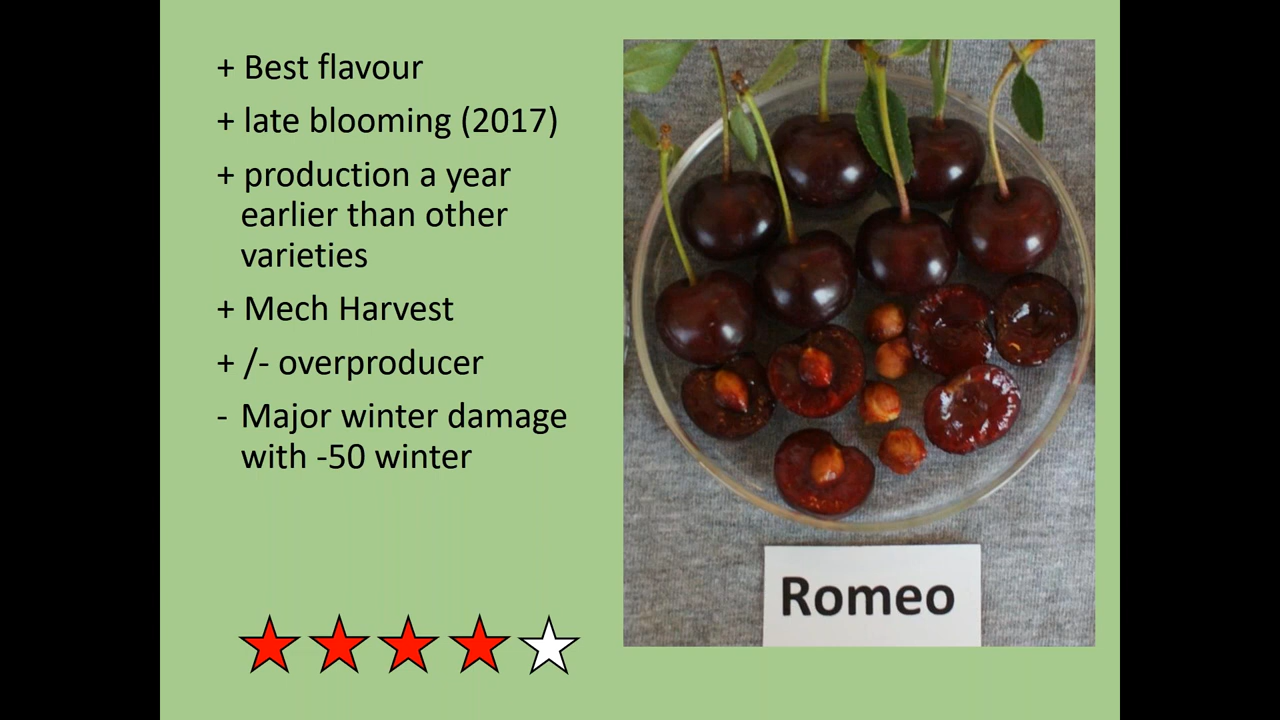 + Best flavour
+ late blooming (2017)
+ production a year
earlier than other
varieties
+ Mech Harvest
+ /- overproducer
- Major winter damage
with -50 winter
Romeo